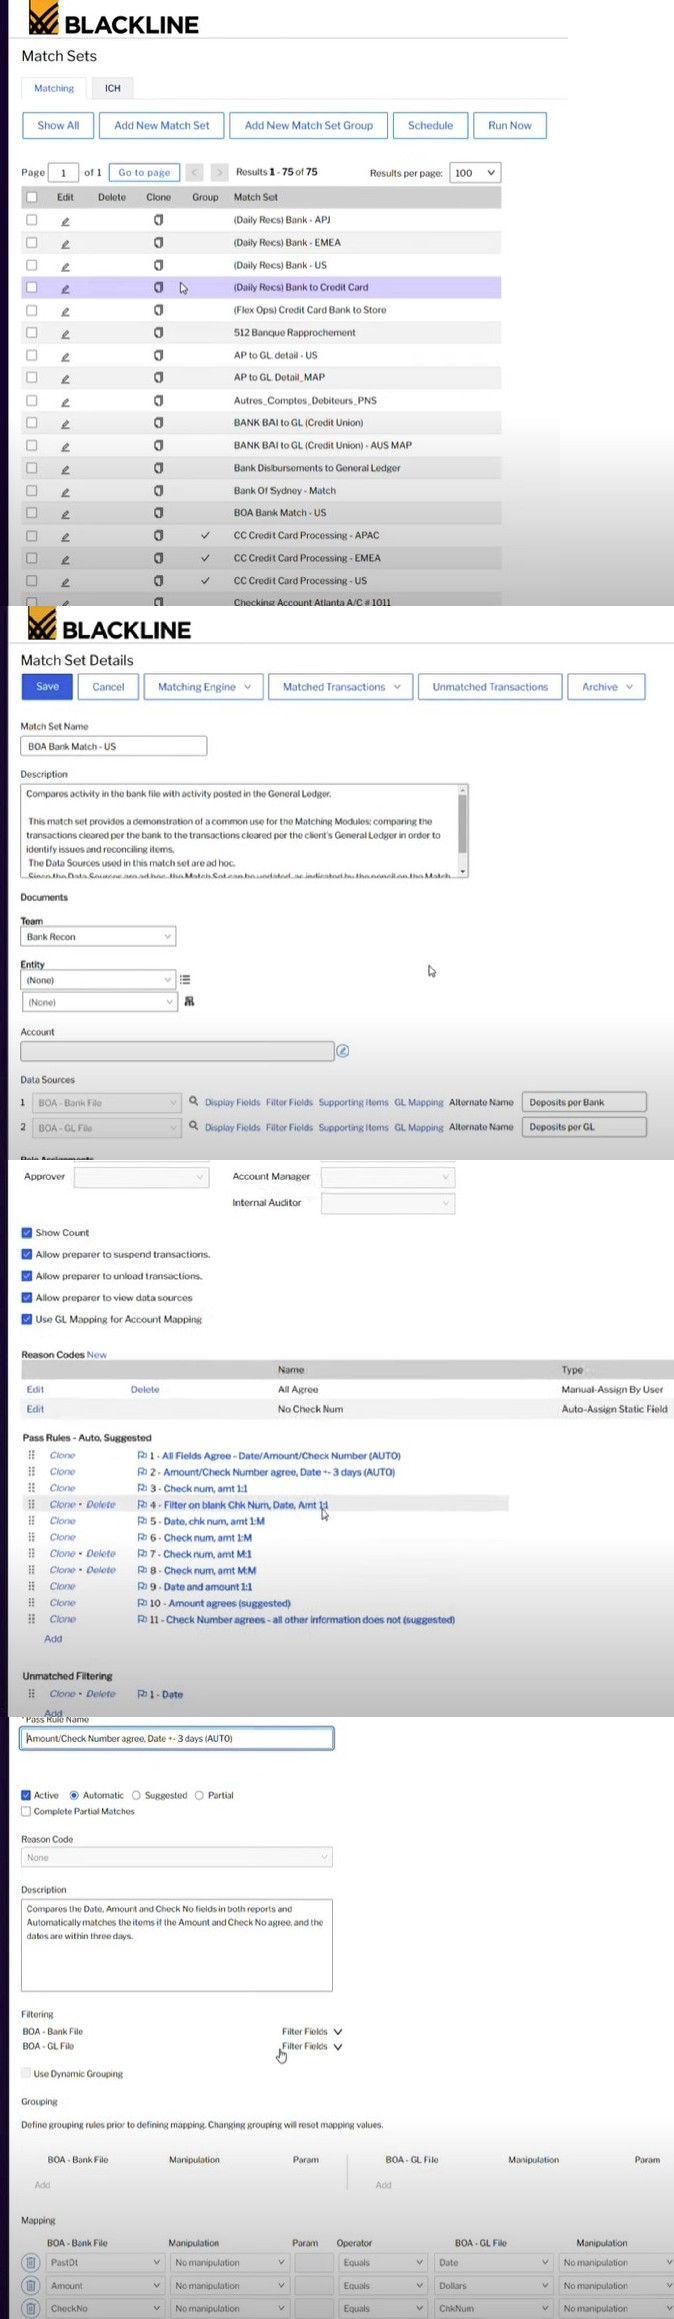 BLACKLINE
Match Sets
Matching ICH
Show All Add New Match Set Add New Match Set Group Schedule Run Now
Page 1 of 1 Go to page < > Results 1 - 75 of 75 Results per page: 100
Edit Delete Clone Group Match Set
(Daily Recs) Bank - APJ
(Daily Recs) Bank - EMEA
(Daily Recs) Bank - US
(Daily Recs) Bank to Credit Card
(Flex Ops) Credit Card Bank to Store
512 Banque Rapprochement
AP to GL detail - US
AP to GL Detail_MAP
Autres_Comptes_Debiteurs_PNS
BANK BAI to GL (Credit Union)
BANK BAI to GL (Credit Union) - AUS MAP
Bank Disbursements to General Ledger
Bank Of Sydney - Match
BOA Bank Match - US
CC Credit Card Processing - APAC
CC Credit Card Processing - EMEA
CC Credit Card Processing - US
Checking Account Atlanta A/C # 1011
BLACKLINE
Match Set Details
Save Cancel Matching Engine Matched Transactions Unmatched Transactions Archive
Match Set Name
BOA Bank Match - US
Description
Compares activity in the bank file with activity posted in the General Ledger.
This match set provides a demonstration of a common use for the Matching Modules; comparing the
transactions cleared per the bank to the transactions cleared per the client's General Ledger in order to
identify issues and reconciling items.
The Data Sources used in this match set are ad hoc.
Since the Data Sources are ad hoc, the Match Set can be updated, as indicated by the pencil on the Match
Documents
Team
Bank Recon
Entity
(None)
(None)
Account
Data Sources
1 BOA - Bank File Display Fields Filter Fields Supporting Items GL Mapping Alternate Name Deposits per Bank
2 BOA - GL File Display Fields Filter Fields Supporting Items GL Mapping Alternate Name Deposits per GL
Role Assignments
Approver Account Manager
Internal Auditor
Show Count
Allow preparer to suspend transactions.
Allow preparer to unload transactions.
Allow preparer to view data sources
Use GL Mapping for Account Mapping
Reason Codes New
Name Type
Edit Delete All Agree Manual-Assign By User
Edit No Check Num Auto-Assign Static Field
Pass Rules - Auto, Suggested
Clone 1 - All Fields Agree - Date/Amount/Check Number (AUTO)
Clone 2 - Amount/Check Number agree, Date +- 3 days (AUTO)
Clone 3 - Check num, amt 1:1
Clone • Delete 4 - Filter on blank Chk Num, Date, Amt 1:1
Clone 5 - Date, chk num, amt 1:M
Clone 6 - Check num, amt 1:M
Clone • Delete 7 - Check num, amt M:1
Clone • Delete 8 - Check num, amt M:M
Clone 9 - Date and amount 1:1
Clone 10 - Amount agrees (suggested)
Clone 11 - Check Number agrees - all other information does not (suggested)
Add
Unmatched Filtering
Clone • Delete 1 - Date
Add
*Pass Rule Name
Amount/Check Number agree, Date +- 3 days (AUTO)
Active Automatic Suggested Partial
Complete Partial Matches
Reason Code
None
Description
Compares the Date, Amount and Check No fields in both reports and
Automatically matches the items if the Amount and Check No agree, and the
dates are within three days.
Filtering
BOA - Bank File Filter Fields
BOA - GL File Filter Fields
Use Dynamic Grouping
Grouping
Define grouping rules prior to defining mapping. Changing grouping will reset mapping values.
BOA - Bank File Manipulation Param BOA - GL File Manipulation Param
Add Add
Mapping
BOA - Bank File Manipulation Param Operator BOA - GL File Manipulation
PastDt No manipulation Equals Date No manipulation
Amount No manipulation Equals Dollars No manipulation
CheckNo No manipulation Equals ChkNum No manipulation